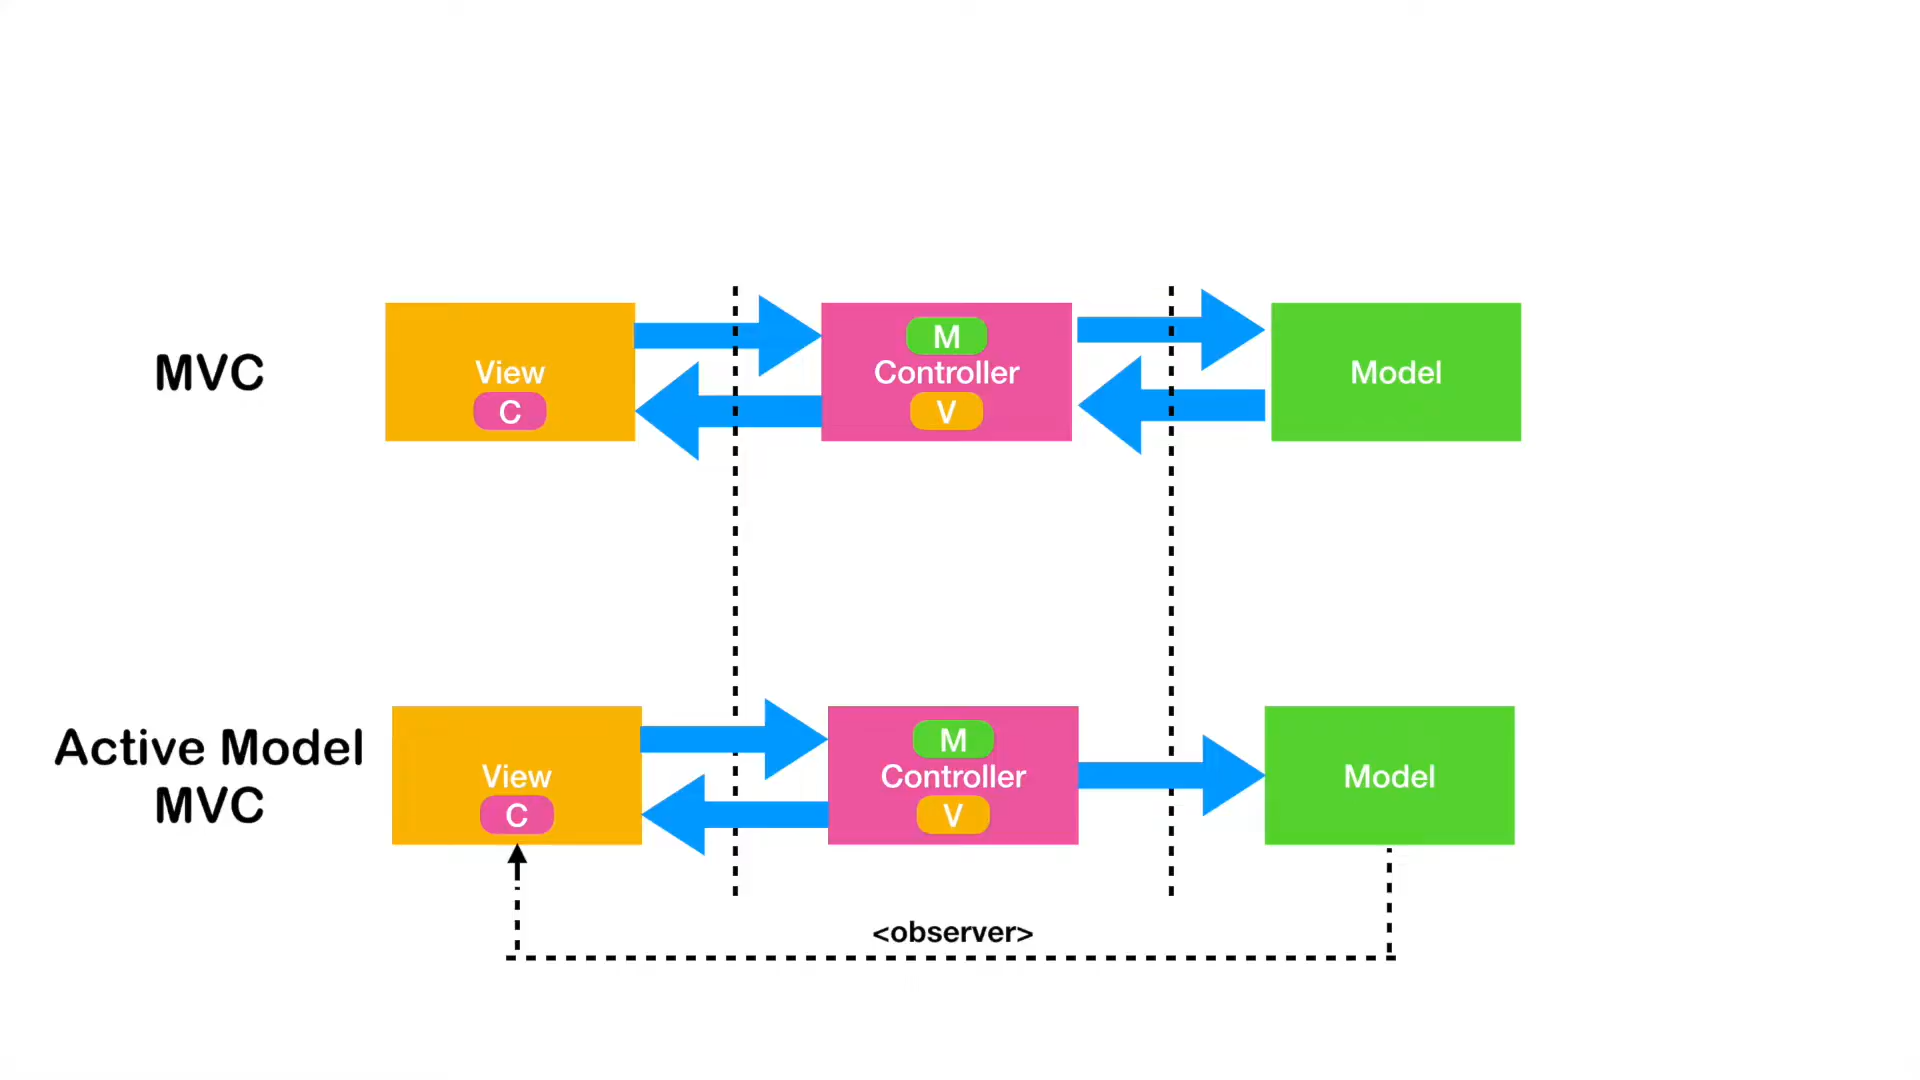 MVC
View
C
M
Controller
V
Model
Active Model
MVC
View
C
M
Controller
V
Model
<observer>